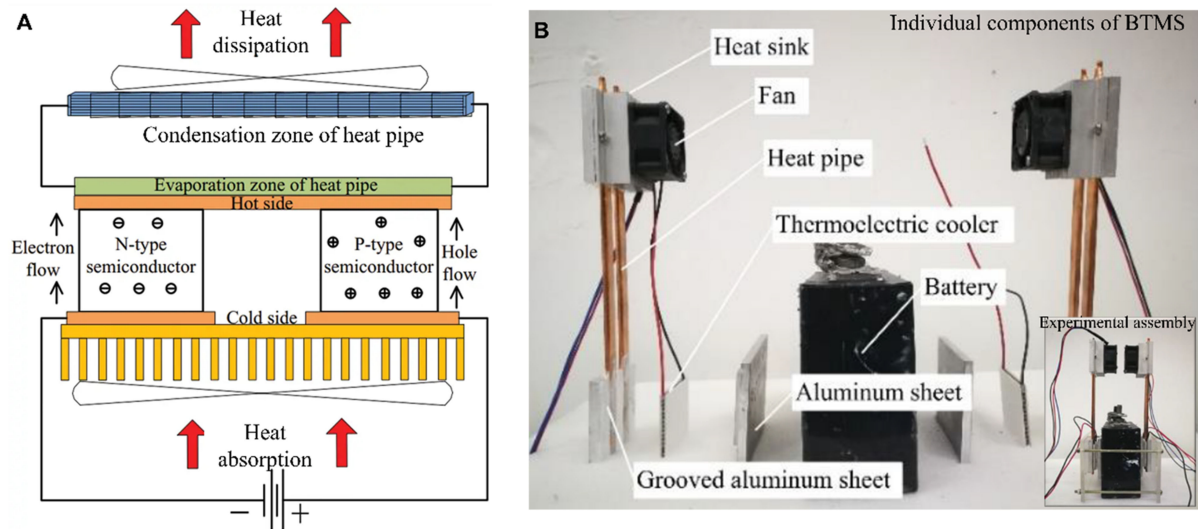 A
Heat
dissipation
Condensation zone of heat pipe
Evaporation zone of heat pipe
Hot side
Electron
flow
N-type
semiconductor
P-type
semiconductor
Hole
flow
Cold side
Heat
absorption
− +
B
Individual components of BTMS
Heat sink
Fan
Heat pipe
Thermoelectric cooler
Battery
Experimental assembly
Aluminum sheet
Grooved aluminum sheet